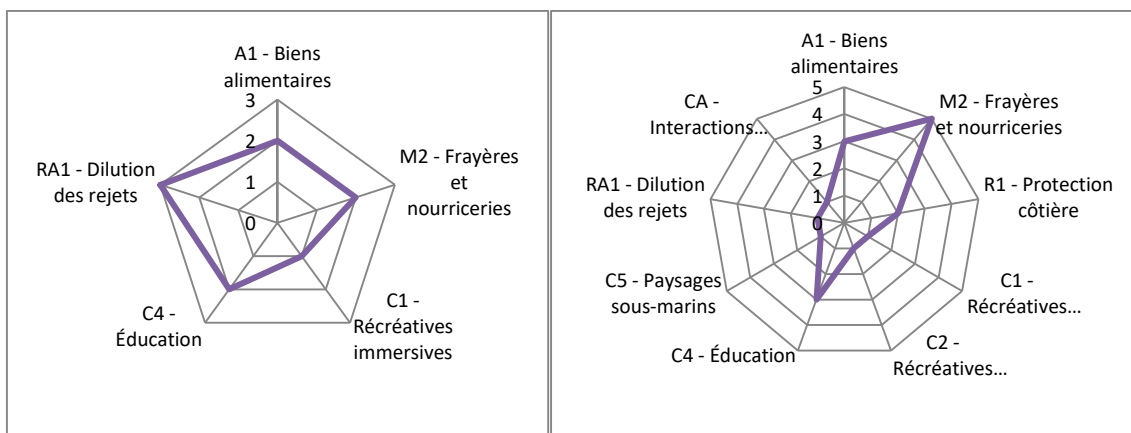 A1 - Biens
alimentaires
3
2
1
0
M2 - Frayères
et
nourriceries
C1 -
Récréatives
immersives
C4 -
Éducation
RA1 - Dilution
des rejets
A1 - Biens
alimentaires
5
4
3
2
1
0
M2 - Frayères
et nourriceries
R1 - Protection
côtière
C1 -
Récréatives...
C2 -
Récréatives...
C4 - Éducation
C5 - Paysages
sous-marins
RA1 - Dilution
des rejets
CA -
Interactions...